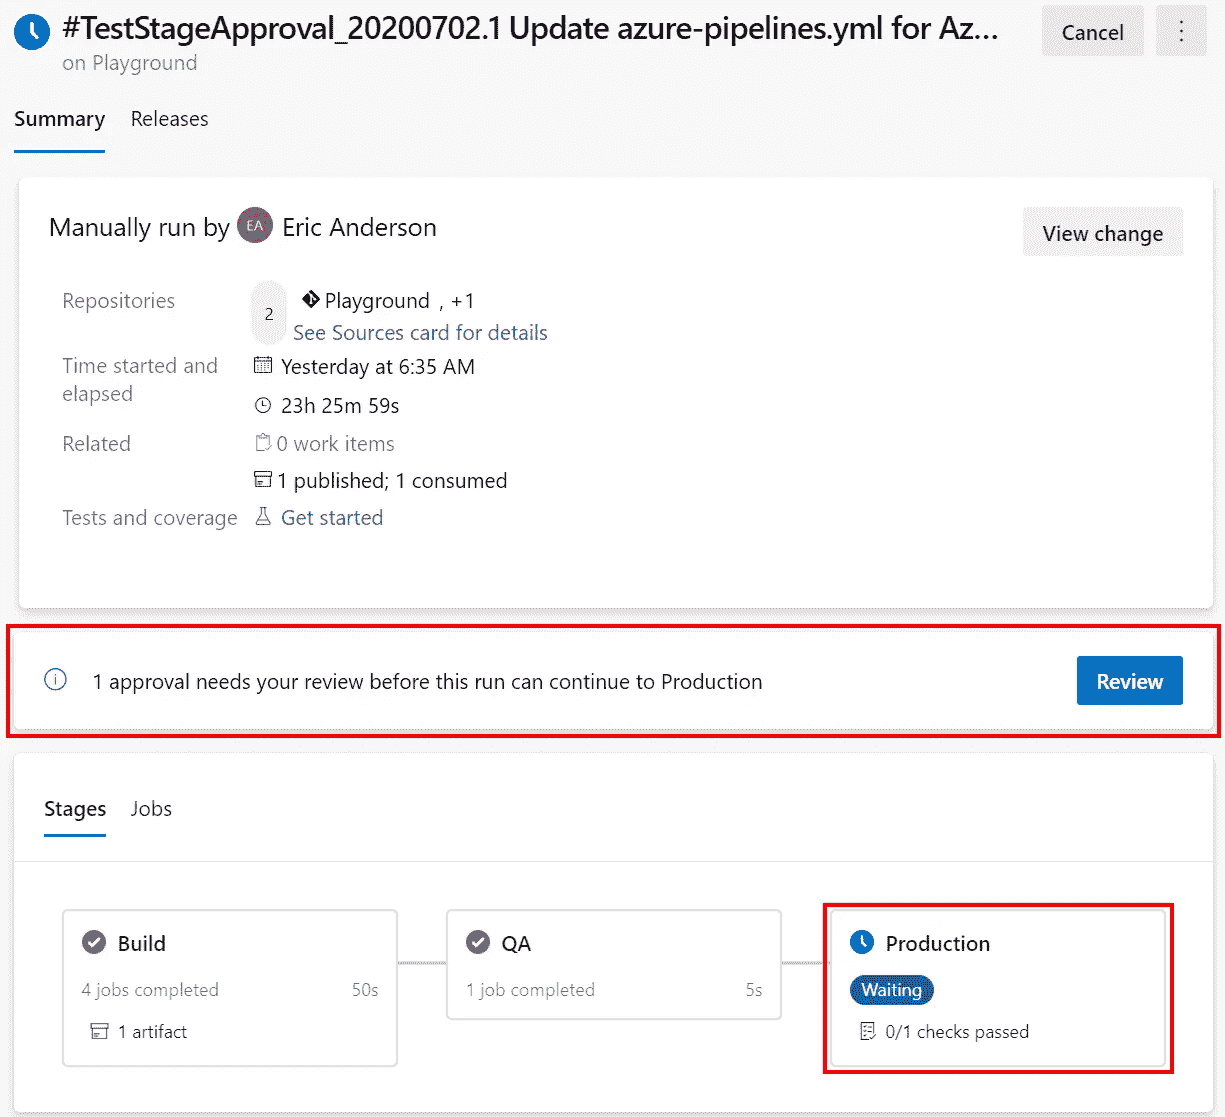 #TestStageApproval_20200702.1 Update azure-pipelines.yml for Az...
Cancel
on Playground
Summary
Releases
Manually run by EA Eric Anderson
View change
Repositories
2
Playground , +1
See Sources card for details
Time started and
elapsed
Yesterday at 6:35 AM
23h 25m 59s
Related
0 work items
1 published; 1 consumed
Tests and coverage
Get started
1 approval needs your review before this run can continue to Production
Review
Stages
Jobs
Build
4 jobs completed
50s
1 artifact
QA
1 job completed
5s
Production
Waiting
0/1 checks passed